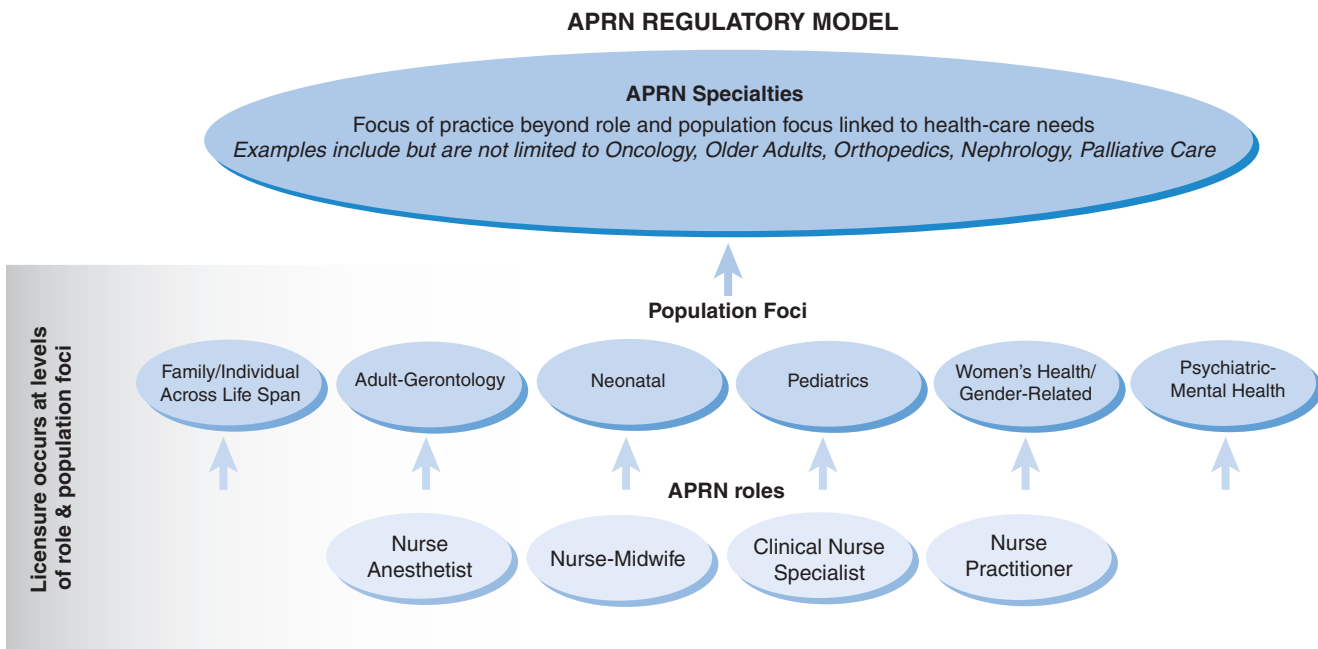 APRN REGULATORY MODEL
APRN Specialties
Focus of practice beyond role and population focus linked to health-care needs
Examples include but are not limited to Oncology, Older Adults, Orthopedics, Nephrology, Palliative Care
Licensure occurs at levels
of role & population foci
Population Foci
Family/Individual
Across Life Span
Adult-Gerontology
Neonatal
Pediatrics
Women's Health/
Gender-Related
Psychiatric-
Mental Health
APRN roles
Nurse
Anesthetist
Nurse-Midwife
Clinical Nurse
Specialist
Nurse
Practitioner